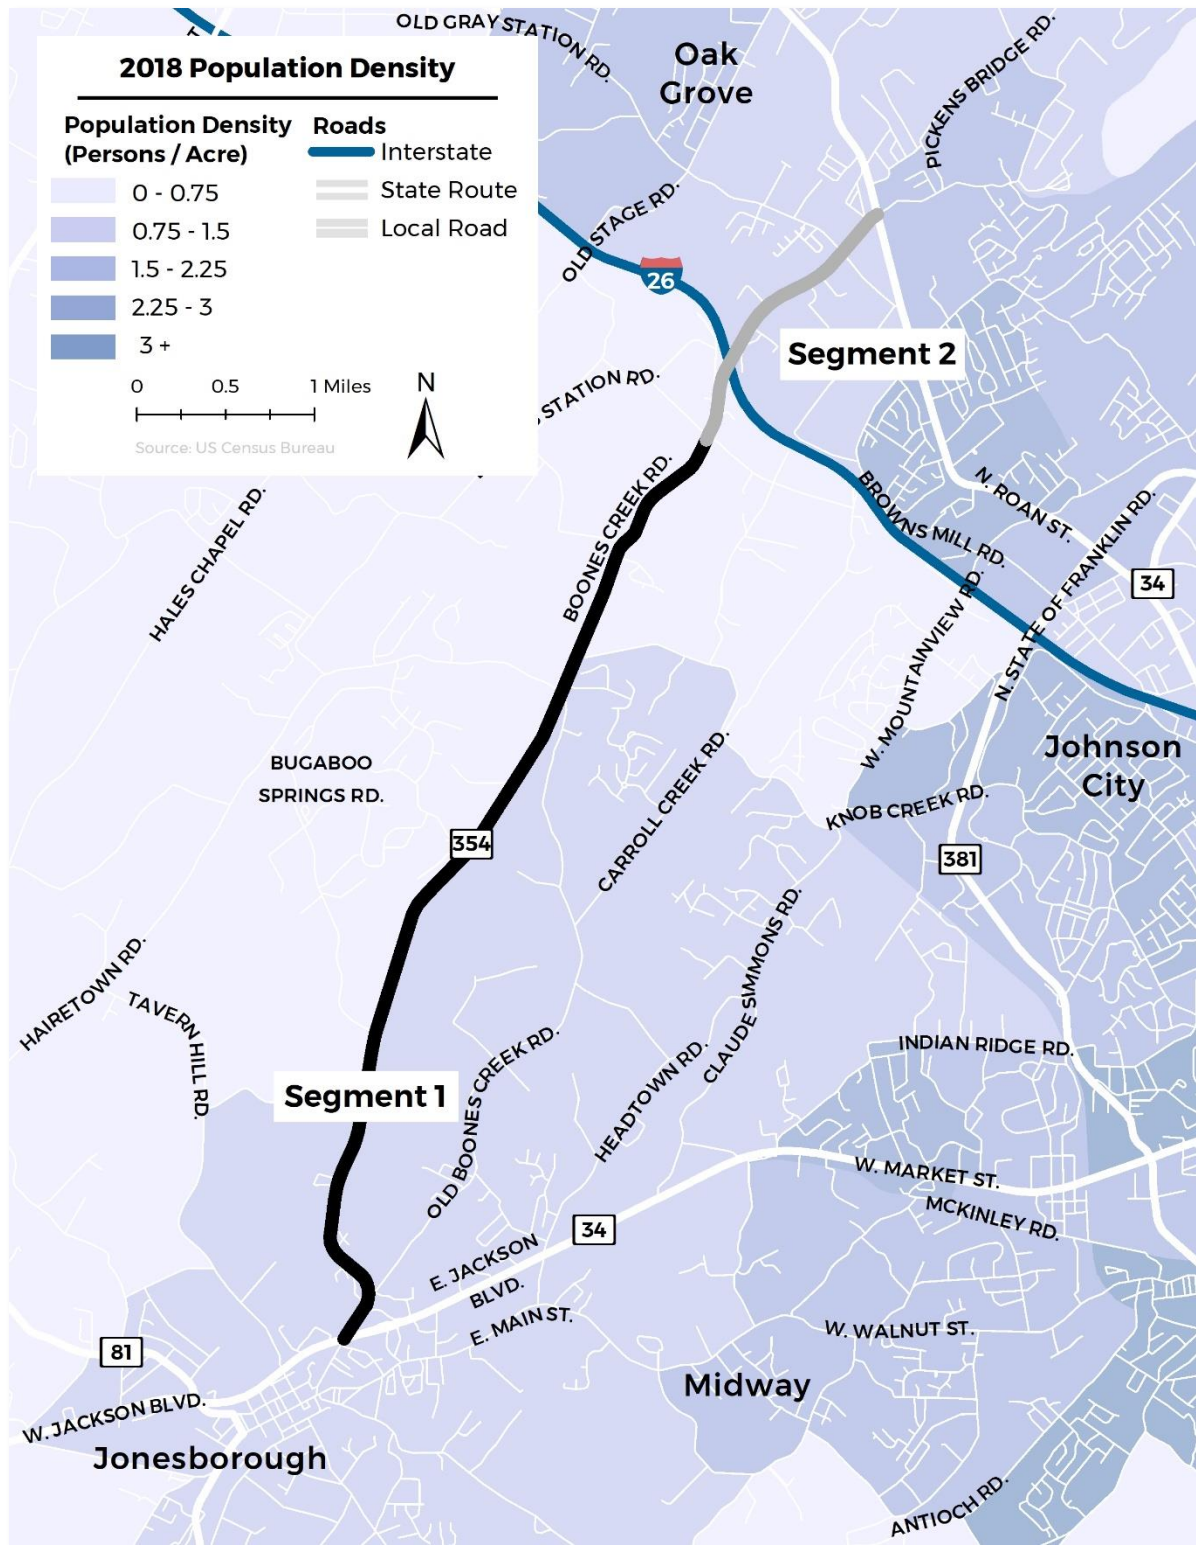 2018 Population Density
Population Density
(Persons / Acre)
0 - 0.75
0.75 - 1.5
1.5 - 2.25
2.25 - 3
3 +
Roads
Interstate
State Route
Local Road
0 0.5 1 Miles
N
Source: US Census Bureau
OLD GRAY STATION RD.
Oak
Grove
PICKENS BRIDGE RD.
OLD STAGE RD.
26
Segment 2
STATION RD.
BOONES CREEK RD.
HALES CHAPEL RD.
BROWNS MILL RD.
N. ROAN ST.
N. STATE OF FRANKLIN RD.
34
W. MOUNTAINVIEW RD.
Johnson
City
BUGABOO
SPRINGS RD.
KNOB CREEK RD.
354
CARROLL CREEK RD.
381
CLAUDE SIMMONS RD.
HAIRETOWN RD.
TAVERN HILL RD.
INDIAN RIDGE RD.
Segment 1
OLD BOONES CREEK RD.
HEADTOWN RD.
W. MARKET ST.
MCKINLEY RD.
34
E. JACKSON
BLVD.
E. MAIN ST.
W. WALNUT ST.
81
Midway
W. JACKSON BLVD.
Jonesborough
ANTIOCH RD.